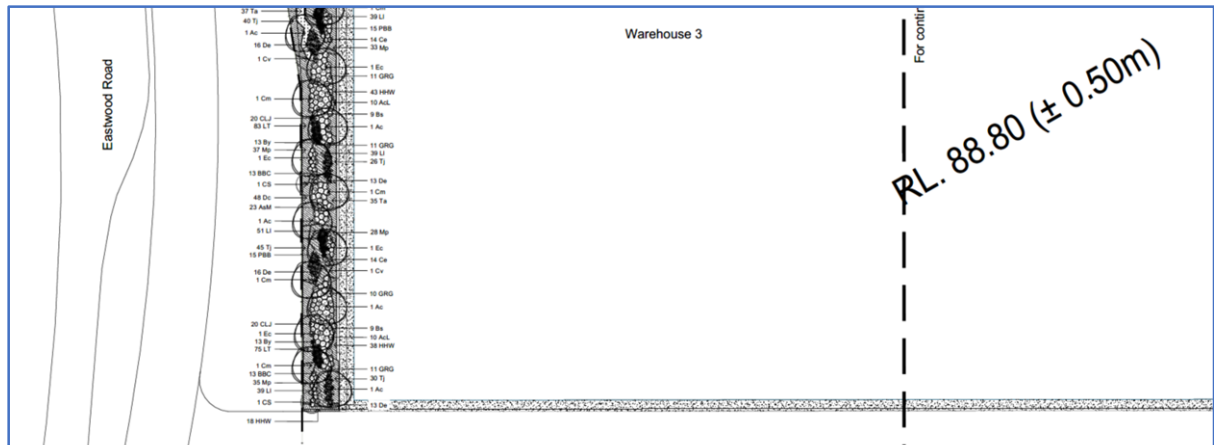 37 Ta
40 Tj
1 Ac
16 De
1 Cv
1 Cm
20 CLJ
83 LT
13 By
37 Mp
1 Ec
13 BBC
1 CS
48 Dc
23 AsM
1 Ac
51 Ll
45 Tj
15 PBB
16 De
1 Cm
20 CLJ
1 Ec
13 By
75 LT
1 Cm
13 BBC
35 Mp
39 Ll
1 CS
18 HHW
39 Ll
15 PBB
14 Ce
33 Mp
1 Ec
11 GRG
43 HHW
10 AcL
9 Bs
1 Ac
11 GRG
39 Ll
26 Tj
13 De
1 Cm
35 Ta
28 Mp
1 Ec
14 Ce
1 Cv
10 GRG
1 Ac
9 Bs
10 AcL
38 HHW
11 GRG
30 Tj
1 Ac
13 De
Eastwood Road
Warehouse 3
For contin
RL. 88.80 (± 0.50m)